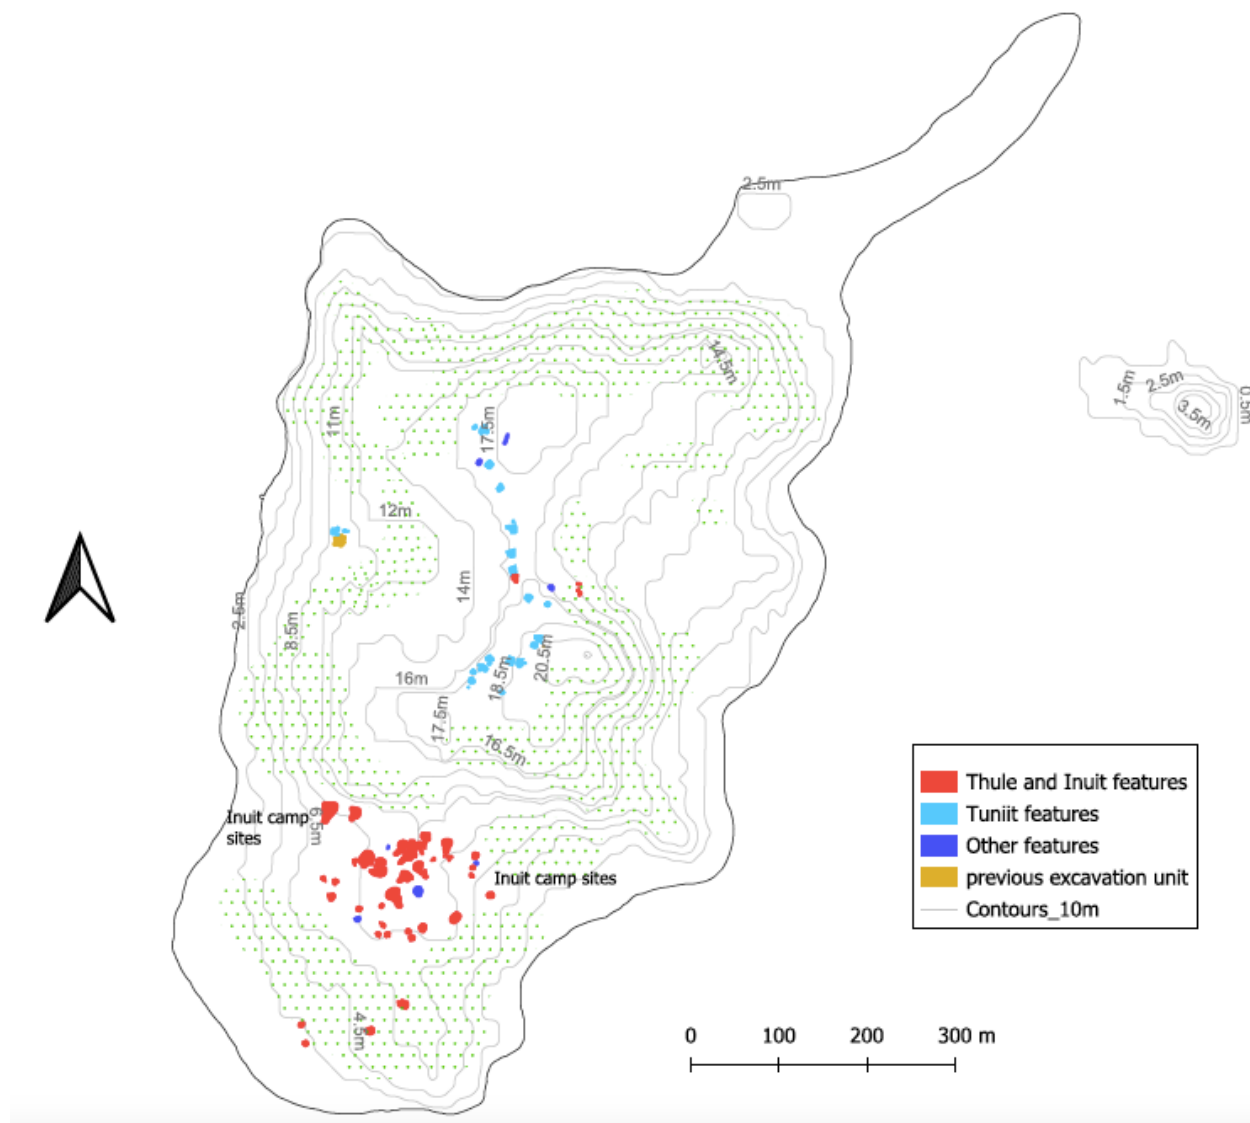 2.5m
14.5m
1.5m
2.5m
0.5m
3.5m
11m
17.5m
12m
14m
2.5m
8.5m
20.5m
18.5m
16m
17.5m
16.5m
Inuit camp
sites
6.5m
Inuit camp sites
4.5m
Thule and Inuit features
Tuniit features
Other features
previous excavation unit
Contours_10m
0 100 200 300 m